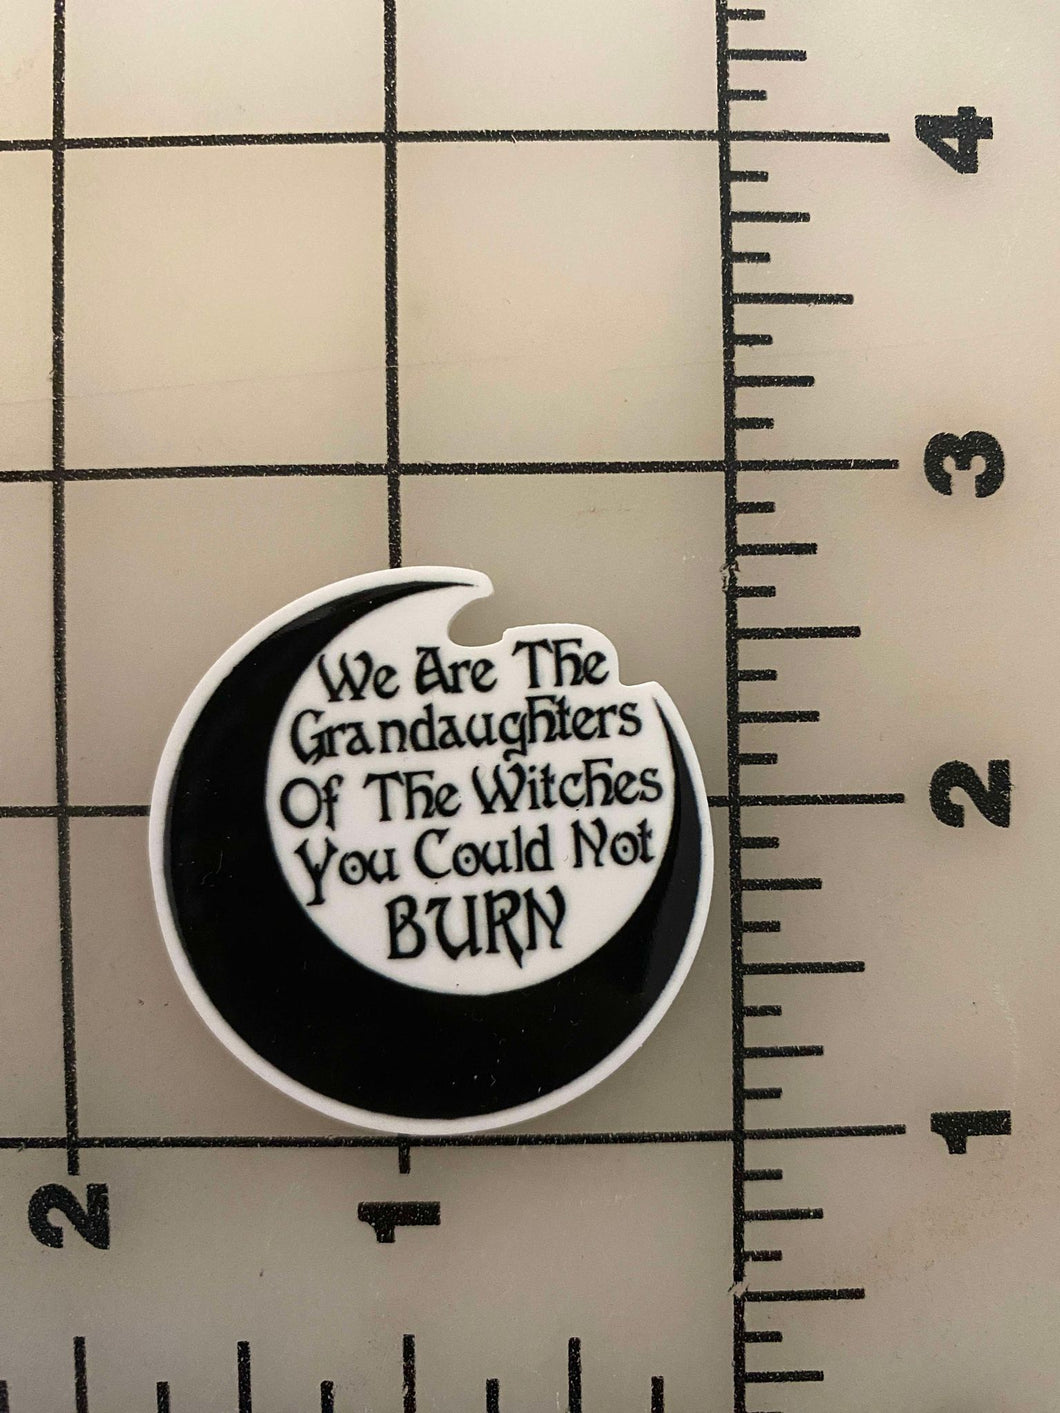 We Are The
Grandaughters
Of The Witches
You Could Not
BURN
4
3
2
1
2
1